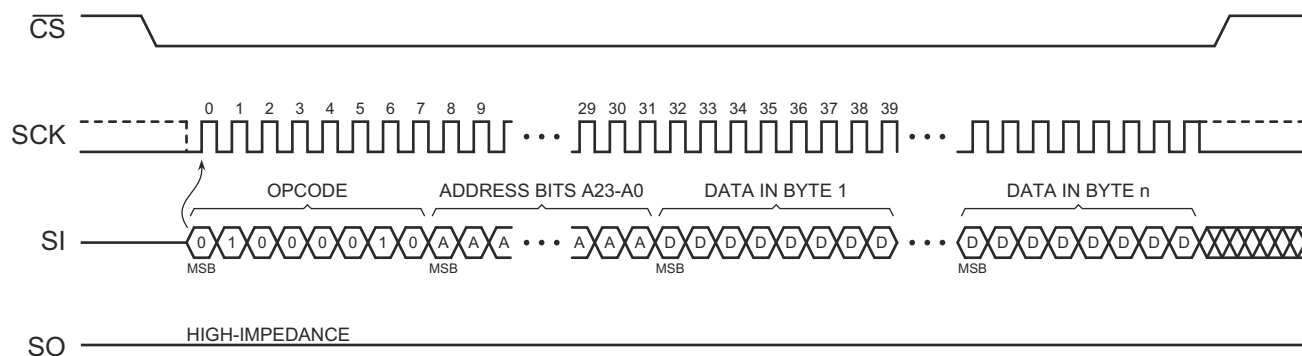 CS
0 1 2 3 4 5 6 7 8 9 29 30 31 32 33 34 35 36 37 38 39
SCK
OPCODE ADDRESS BITS A23-A0 DATA IN BYTE 1 DATA IN BYTE n
SI 0 1 0 0 0 0 1 0 A A A A A A D D D D D D D D D D D D D D D D
MSB MSB MSB MSB
HIGH-IMPEDANCE
SO